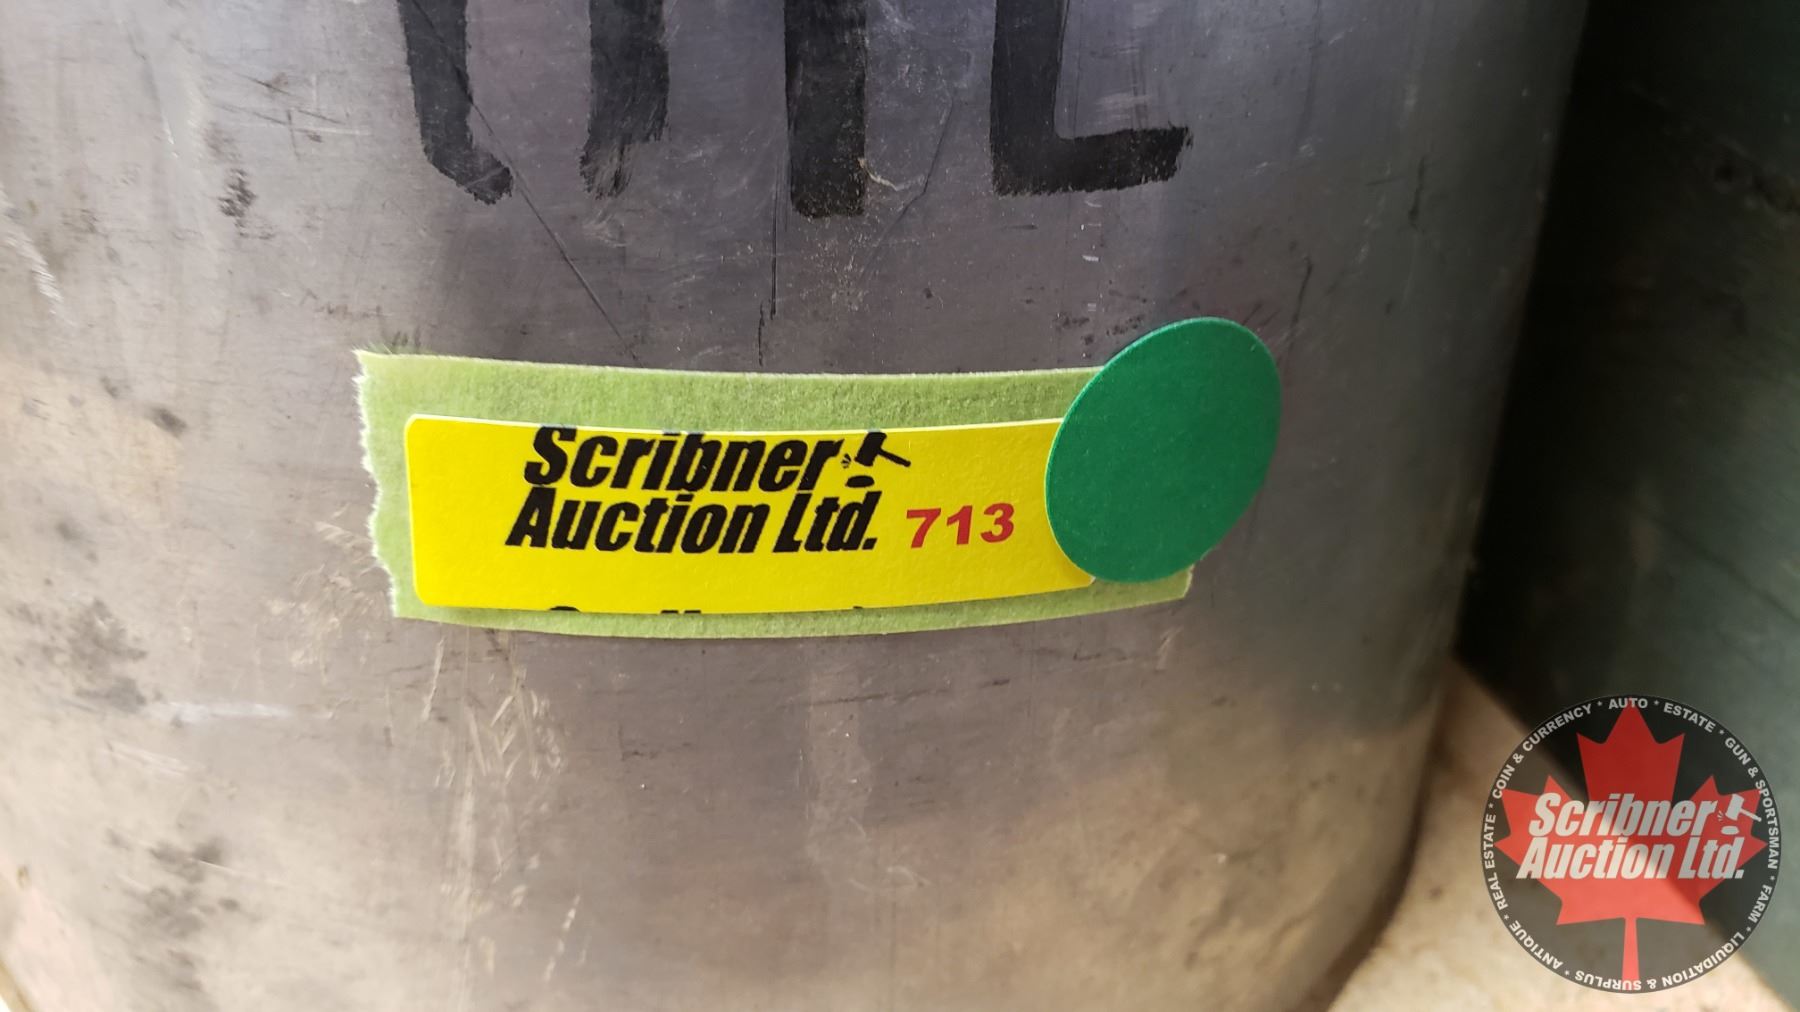 Scribner
Auction Ltd. 713
Scribner
Auction Ltd.
REAL ESTATE * COIN & CURRENCY * AUTO * ESTATE * GUN & SPORTSMAN * FARM * LIQUIDATION & SURPLUS * ANTIQUE *